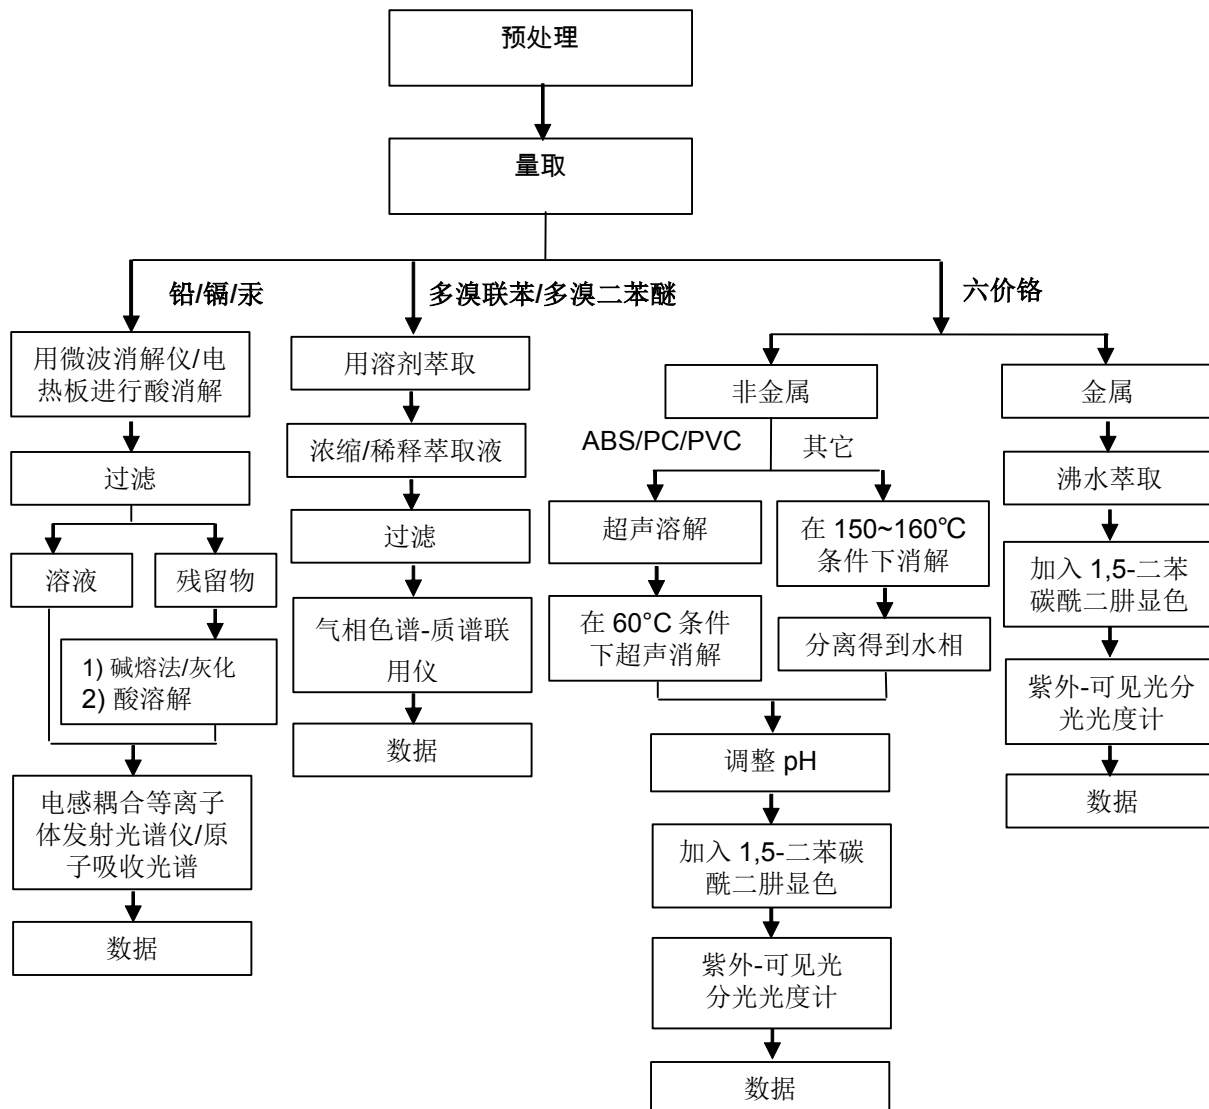 预处理
量取
铅/镉/汞
多溴联苯/多溴二苯醚
六价铬
用微波消解仪/电
热板进行酸消解
过滤
溶液
残留物
1) 碱熔法/灰化
2) 酸溶解
电感耦合等离子
体发射光谱仪/原
子吸收光谱
数据
用溶剂萃取
浓缩/稀释萃取液
过滤
气相色谱-质谱联
用仪
数据
非金属
ABS/PC/PVC
其它
超声溶解
在 60°C 条件
下超声消解
在 150~160℃
条件下消解
分离得到水相
调整 pH
加入 1,5-二苯碳
酰二肼显色
紫外-可见光
分光光度计
数据
金属
沸水萃取
加入 1,5-二苯
碳酰二肼显色
紫外-可见光分
光光度计
数据